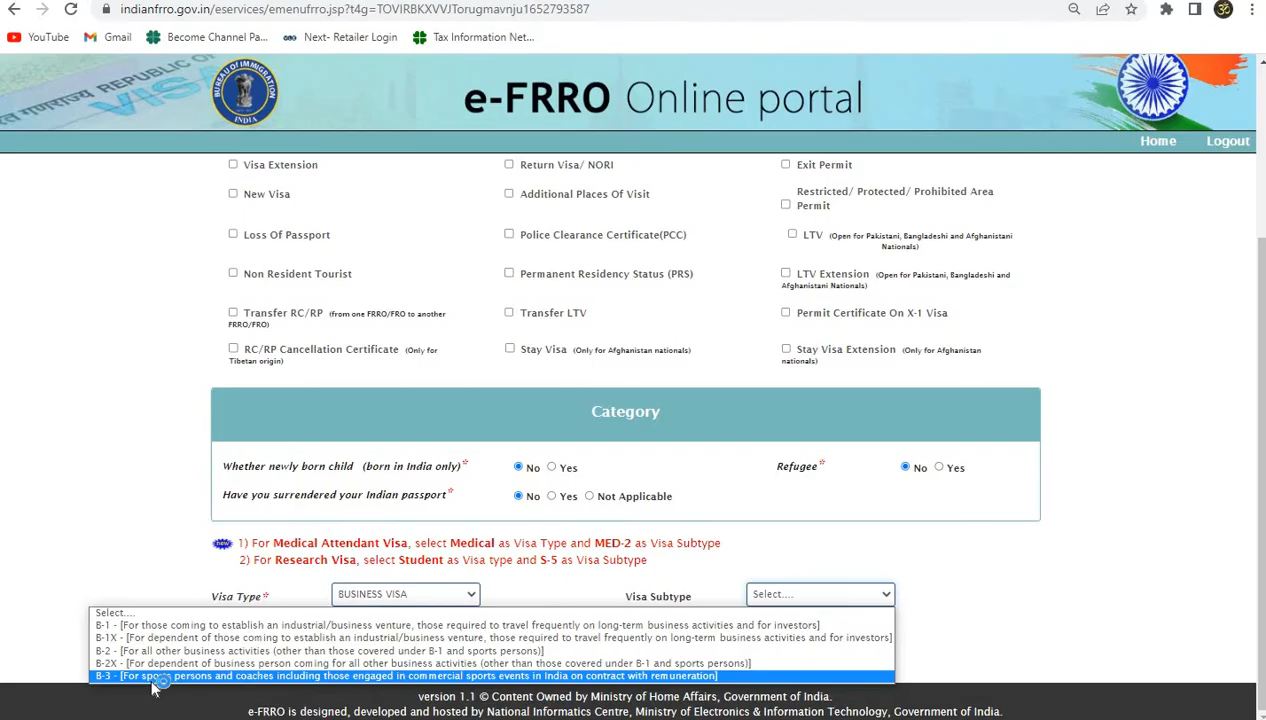 indianfrro.gov.in/eservices/emenufrro.jsp?t4g=TOVIRBKXVVJTorugmavnju1652793587
YouTube Gmail Become Channel Pa... Next- Retailer Login Tax Information Net...
BUREAU OF IMMIGRATION
INDIA
REPUBLIC OF
VISA
e-FRRO Online portal
Home Logout
Visa Extension Return Visa/ NORI Exit Permit
New Visa Additional Places Of Visit Restricted/ Protected/ Prohibited Area
Permit
Loss Of Passport Police Clearance Certificate(PCC) LTV (Open for Pakistani, Bangladeshi and Afghanistani
Nationals)
Non Resident Tourist Permanent Residency Status (PRS) LTV Extension (Open for Pakistani, Bangladeshi and
Afghanistani Nationals)
Transfer RC/RP (from one FRRO/FRO to another Transfer LTV Permit Certificate On X-1 Visa
FRRO/FRO)
RC/RP Cancellation Certificate (Only for Stay Visa (Only for Afghanistan nationals) Stay Visa Extension (Only for Afghanistan
Tibetan origin) nationals)
Category
Whether newly born child (born in India only)* No Yes Refugee* No Yes
Have you surrendered your Indian passport* No Yes Not Applicable
new 1) For Medical Attendant Visa, select Medical as Visa Type and MED-2 as Visa Subtype
2) For Research Visa, select Student as Visa type and S-5 as Visa Subtype
Visa Type* BUSINESS VISA Visa Subtype Select....
Select....
B-1 - [For those coming to establish an industrial/business venture, those required to travel frequently on long-term business activities and for investors]
B-1X - [For dependent of those coming to establish an industrial/business venture, those required to travel frequently on long-term business activities and for investors]
B-2 - [For all other business activities (other than those covered under B-1 and sports persons)]
B-2X - [For dependent of business person coming for all other business activities (other than those covered under B-1 and sports persons)]
B-3 - [For sports persons and coaches including those engaged in commercial sports events in India on contract with remuneration]
version 1.1 © Content Owned by Ministry of Home Affairs, Government of India.
e-FRRO is designed, developed and hosted by National Informatics Centre, Ministry of Electronics & Information Technology, Government of India.